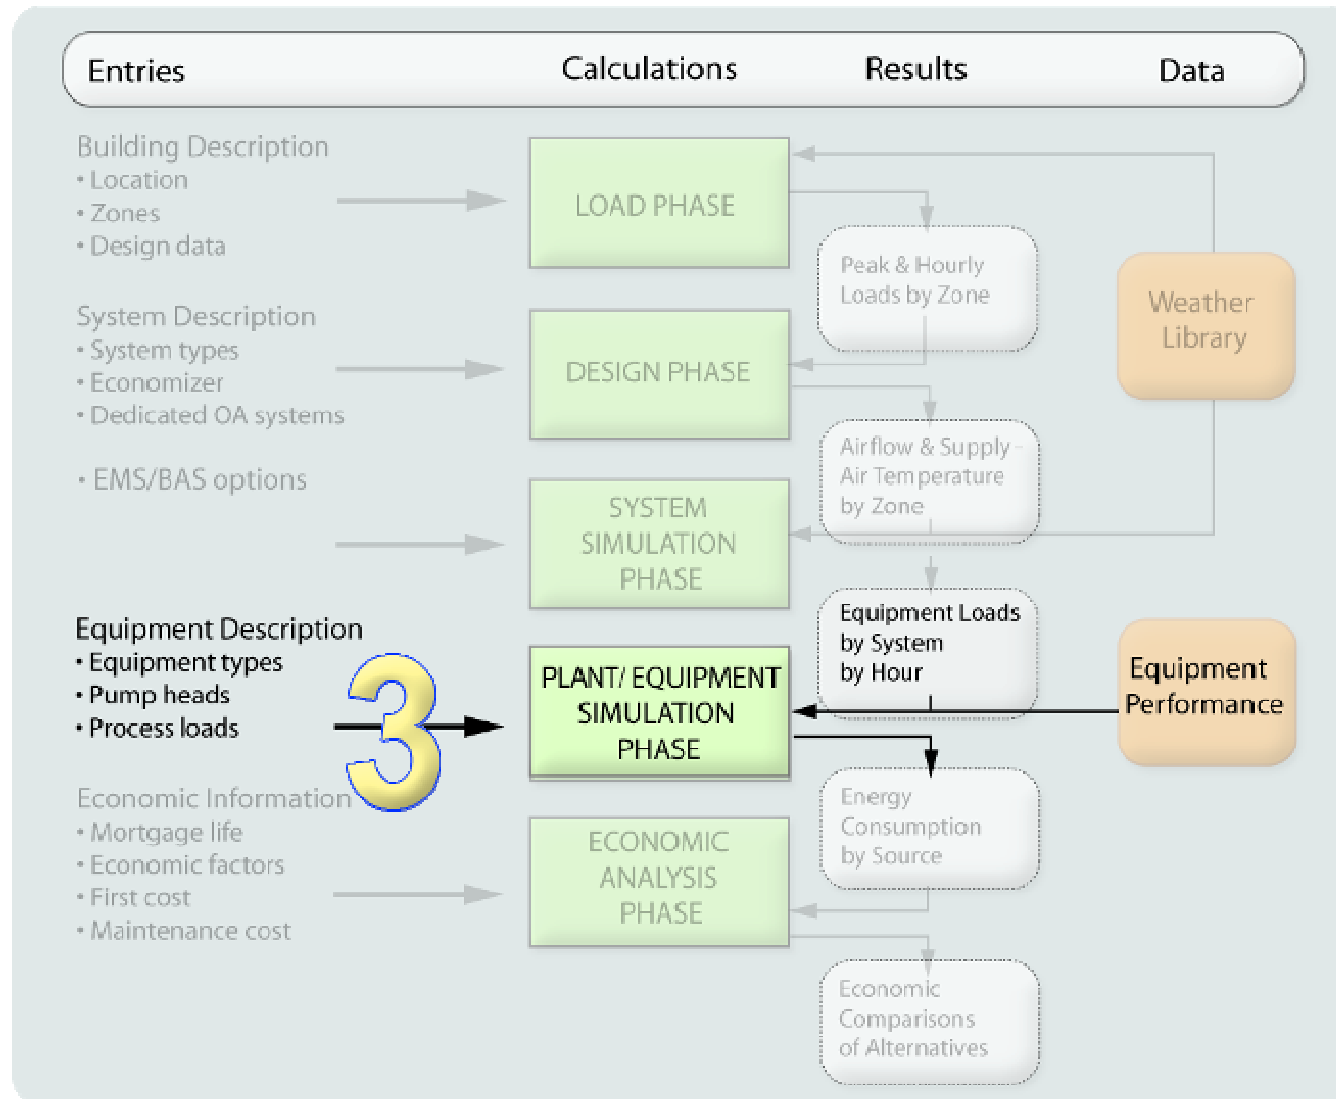 Entries Calculations Results Data
Building Description
• Location
• Zones
• Design data
LOAD PHASE
Peak & Hourly
Loads by Zone
Weather
Library
System Description
• System types
• Economizer
• Dedicated OA systems
DESIGN PHASE
Airflow & Supply -
Air Temperature
by Zone
• EMS/BAS options
SYSTEM
SIMULATION
PHASE
Equipment Loads
by System
by Hour
Equipment Description
• Equipment types
• Pump heads
• Process loads
3
PLANT/ EQUIPMENT
SIMULATION
PHASE
Equipment
Performance
Energy
Consumption
by Source
Economic Information
• Mortgage life
• Economic factors
• First cost
• Maintenance cost
ECONOMIC
ANALYSIS
PHASE
Economic
Comparisons
of Alternatives